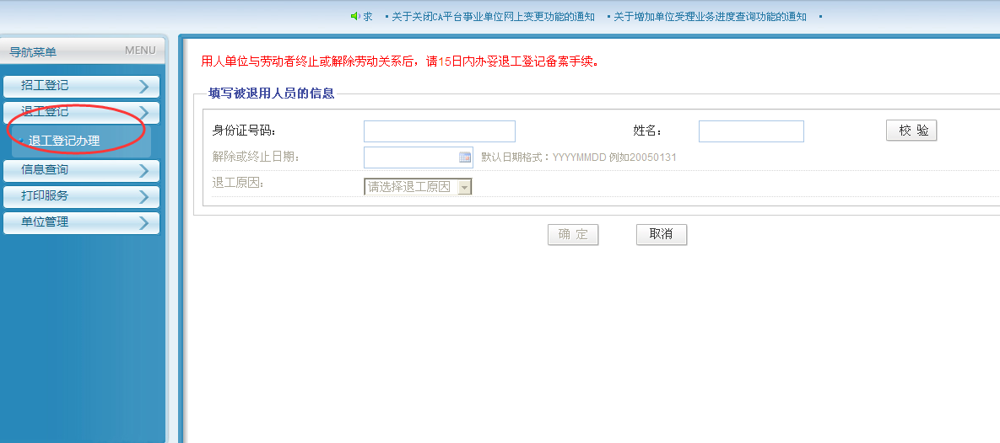 求 • 关于关闭CA平台事业单位网上变更功能的通知 • 关于增加单位受理业务进度查询功能的通知 •
导航菜单 MENU
招工登记
退工登记
退工登记办理
信息查询
打印服务
单位管理
用人单位与劳动者终止或解除劳动关系后，请15日内办妥退工登记备案手续。
填写被退用人员的信息
身份证号码： 姓名： 校 验
解除或终止日期： 默认日期格式：YYYYMMDD 例如20050131
退工原因： 请选择退工原因
确 定 取消